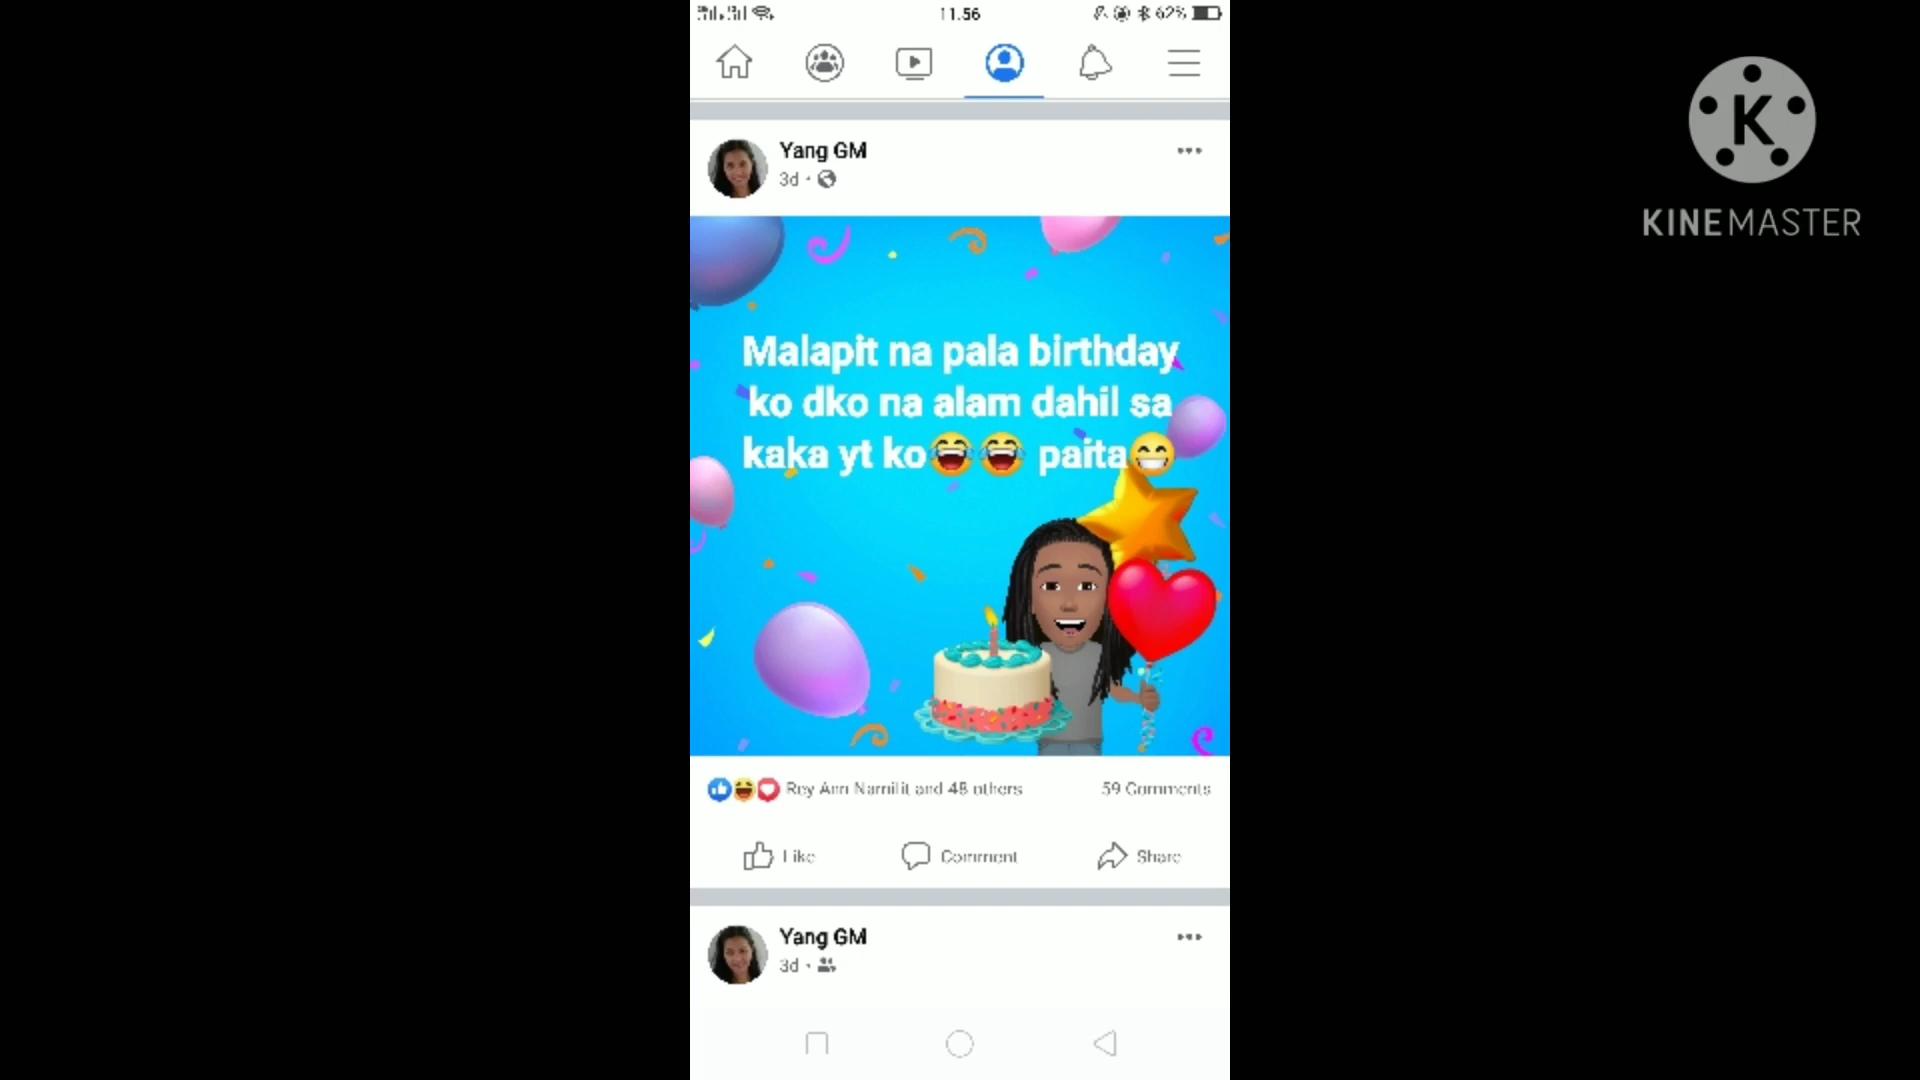 11.56
62%
Yang GM
3d
Malapit na pala birthday
ko dko na alam dahil sa
kaka yt ko😂😂 paita😁
Rey Ann Namilit and 48 others
59 Comments
Like
Comment
Share
Yang GM
3d
K
KINEMASTER